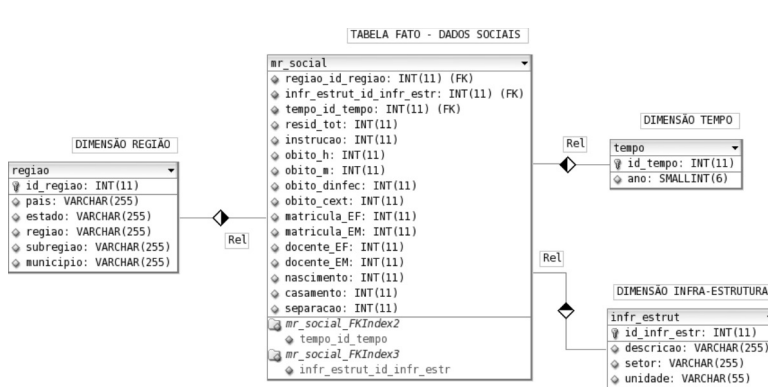 TABELA FATO - DADOS SOCIAIS
mr_social
regiao_id_regiao: INT(11) (FK)
infr_estrut_id_infr_estr: INT(11) (FK)
tempo_id_tempo: INT(11) (FK)
resid_tot: INT(11)
instrucao: INT(11)
obito_h: INT(11)
obito_m: INT(11)
obito_dinfec: INT(11)
obito_cext: INT(11)
matricula_EF: INT(11)
matricula_EM: INT(11)
docente_EF: INT(11)
docente_EM: INT(11)
nascimento: INT(11)
casamento: INT(11)
separacao: INT(11)
mr_social_FKIndex2
tempo_id_tempo
mr_social_FKIndex3
infr_estrut_id_infr_estr
DIMENSÃO REGIÃO
regiao
id_regiao: INT(11)
pais: VARCHAR(255)
estado: VARCHAR(255)
regiao: VARCHAR(255)
subregiao: VARCHAR(255)
municipio: VARCHAR(255)
Rel
DIMENSÃO TEMPO
Rel
tempo
id_tempo: INT(11)
ano: SMALLINT(6)
Rel
DIMENSÃO INFRA-ESTRUTURA
infr_estrut
id_infr_estr: INT(11)
descricao: VARCHAR(255)
setor: VARCHAR(255)
unidade: VARCHAR(55)